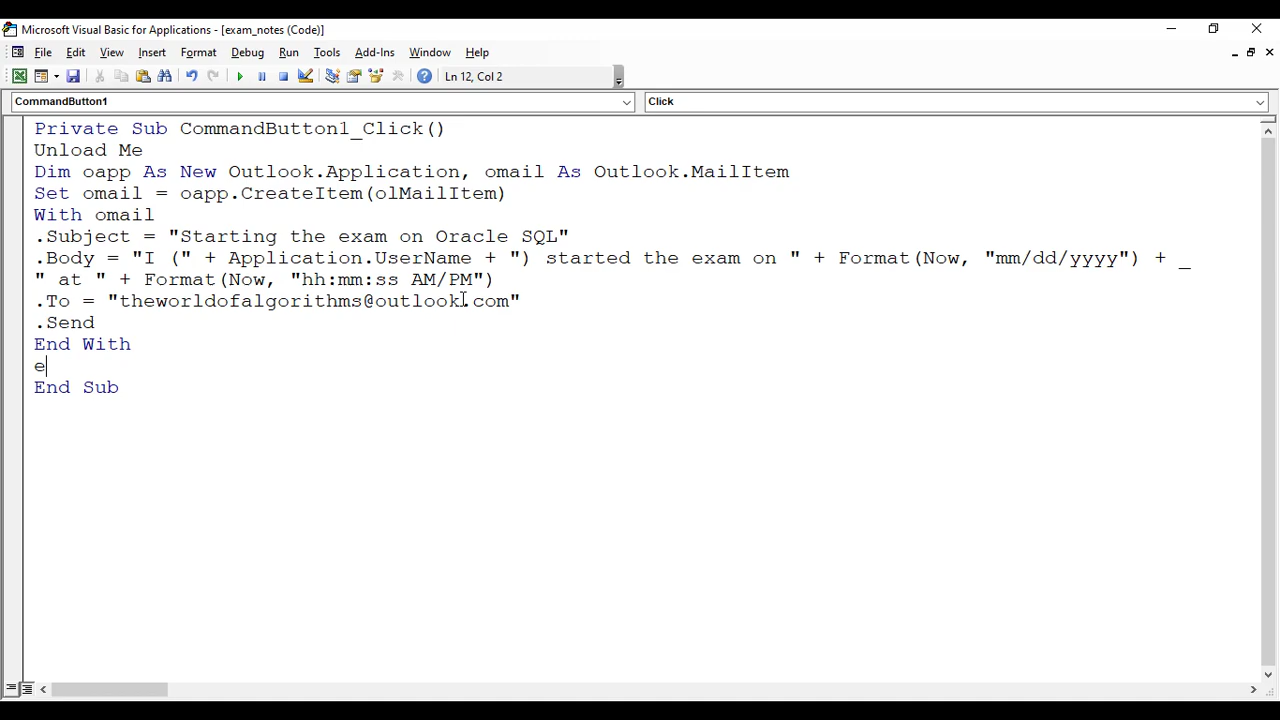 Microsoft Visual Basic for Applications - [exam_notes (Code)]
File Edit View Insert Format Debug Run Tools Add-Ins Window Help
Ln 12, Col 2
CommandButton1 Click
Private Sub CommandButton1_Click()
Unload Me
Dim oapp As New Outlook.Application, omail As Outlook.MailItem
Set omail = oapp.CreateItem(olMailItem)
With omail
.Subject = "Starting the exam on Oracle SQL"
.Body = "I (" + Application.UserName + ") started the exam on " + Format(Now, "mm/dd/yyyy") + _
" at " + Format(Now, "hh:mm:ss AM/PM")
.To = "theworldofalgorithms@outlook.com"
.Send
End With
e
End Sub